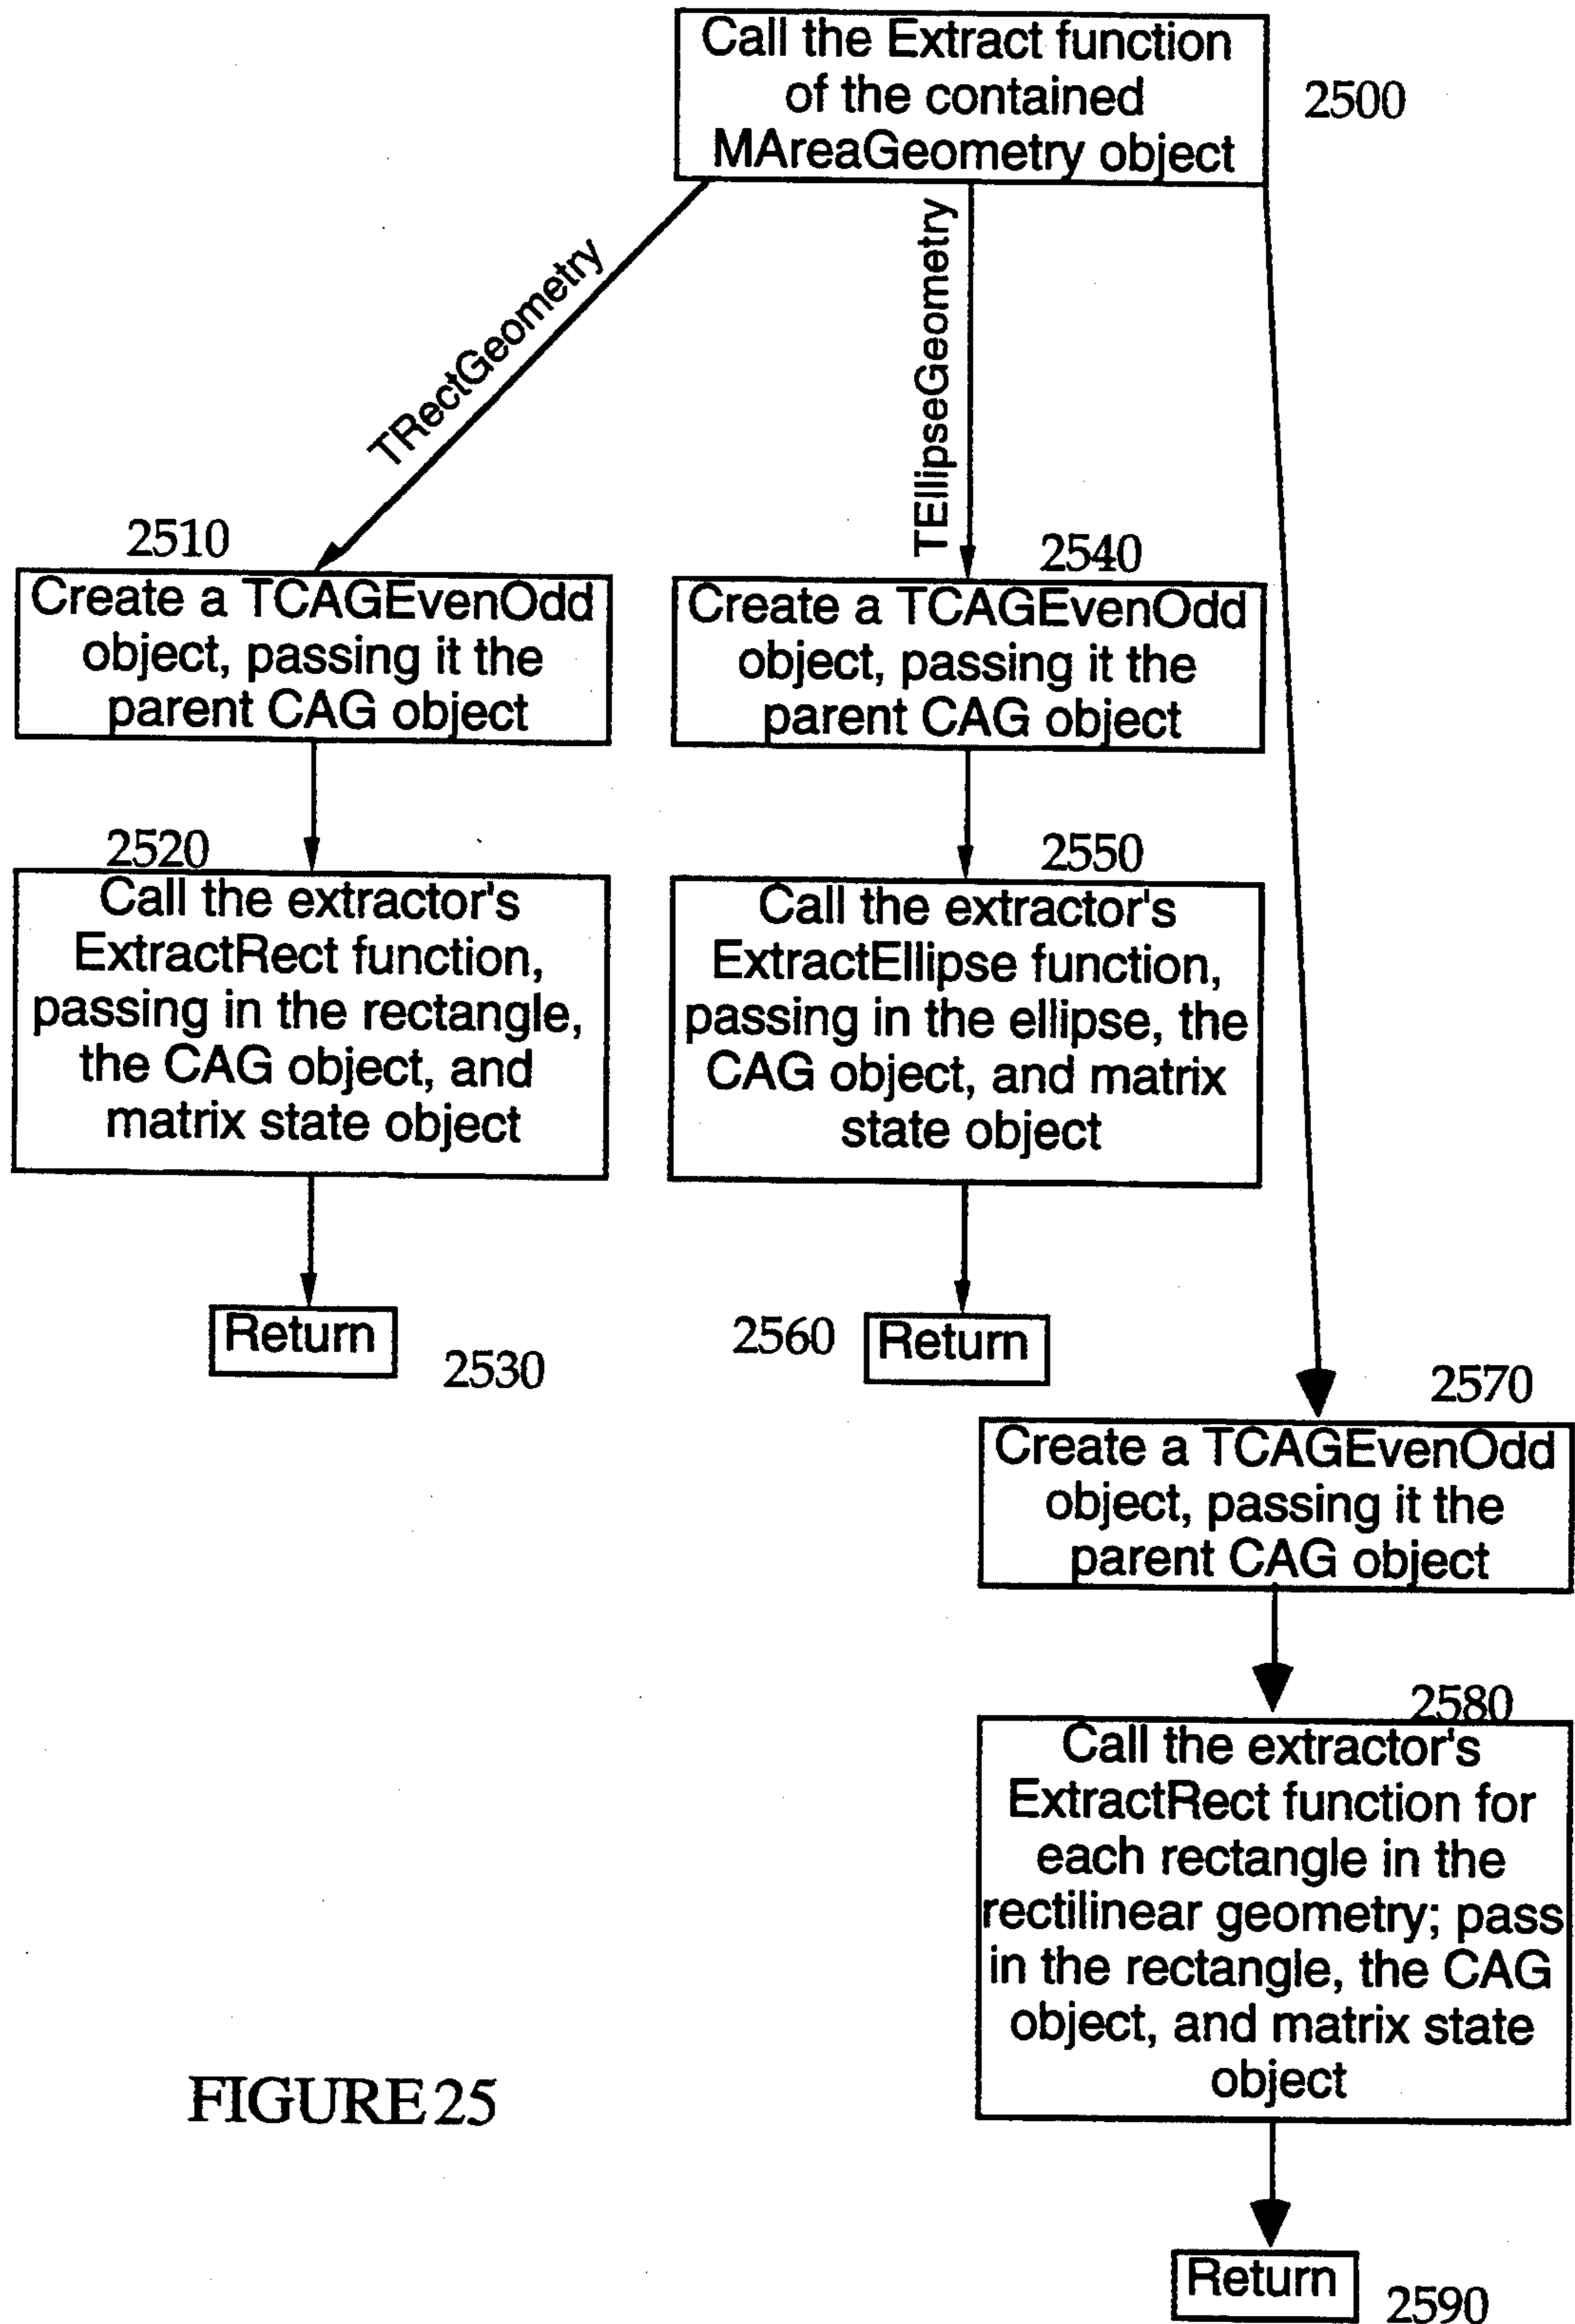 Call the Extract function
of the contained
MAreaGeometry object
2500
TRectGeometry
TEllipseGeometry
2510
Create a TCAGEvenOdd
object, passing it the
parent CAG object
2540
Create a TCAGEvenOdd
object, passing it the
parent CAG object
2520
Call the extractor's
ExtractRect function,
passing in the rectangle,
the CAG object, and
matrix state object
2550
Call the extractor's
ExtractEllipse function,
passing in the ellipse, the
CAG object, and matrix
state object
Return
2530
2560
Return
2570
Create a TCAGEvenOdd
object, passing it the
parent CAG object
2580
Call the extractor's
ExtractRect function for
each rectangle in the
rectilinear geometry; pass
in the rectangle, the CAG
object, and matrix state
object
Return
2590
FIGURE 25